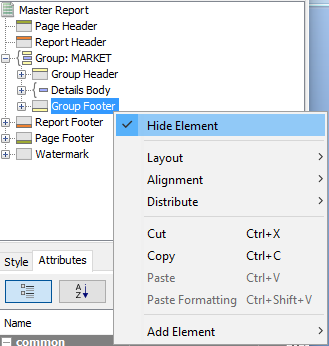 Master Report
Page Header
Report Header
Group: MARKET
Group Header
Details Body
Group Footer
Report Footer
Page Footer
Watermark
Hide Element
Layout
Alignment
Distribute
Cut Ctrl+X
Copy Ctrl+C
Paste Ctrl+V
Paste Formatting Ctrl+Shift+V
Add Element
Style Attributes
A Z
Name
common